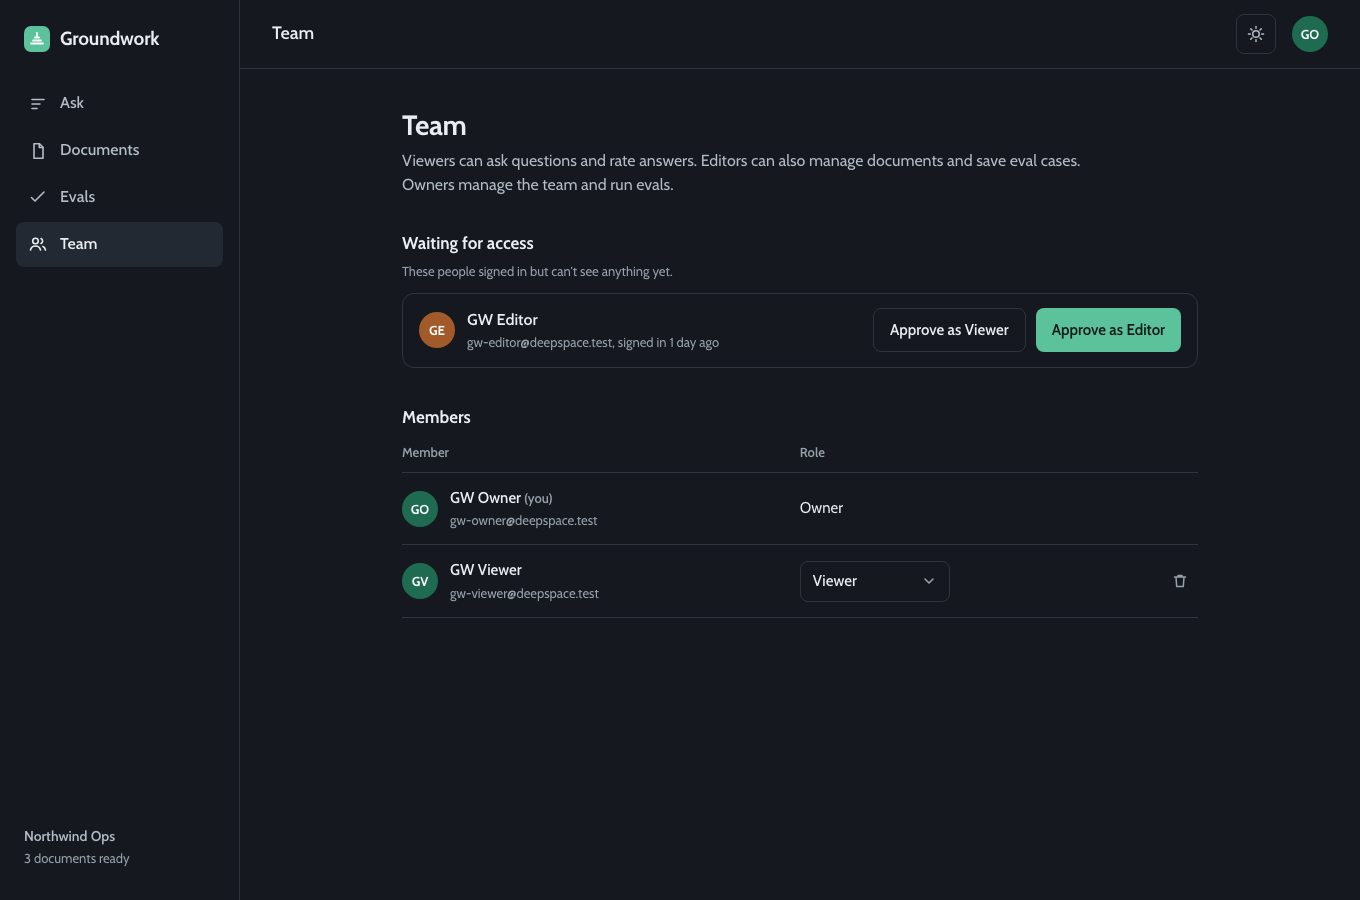 Groundwork
Ask
Documents
Evals
Team
Northwind Ops
3 documents ready
Team
GO
Team
Viewers can ask questions and rate answers. Editors can also manage documents and save eval cases.
Owners manage the team and run evals.
Waiting for access
These people signed in but can't see anything yet.
GE
GW Editor
gw-editor@deepspace.test, signed in 1 day ago
Approve as Viewer
Approve as Editor
Members
Member
Role
GO
GW Owner (you)
gw-owner@deepspace.test
Owner
GV
GW Viewer
gw-viewer@deepspace.test
Viewer